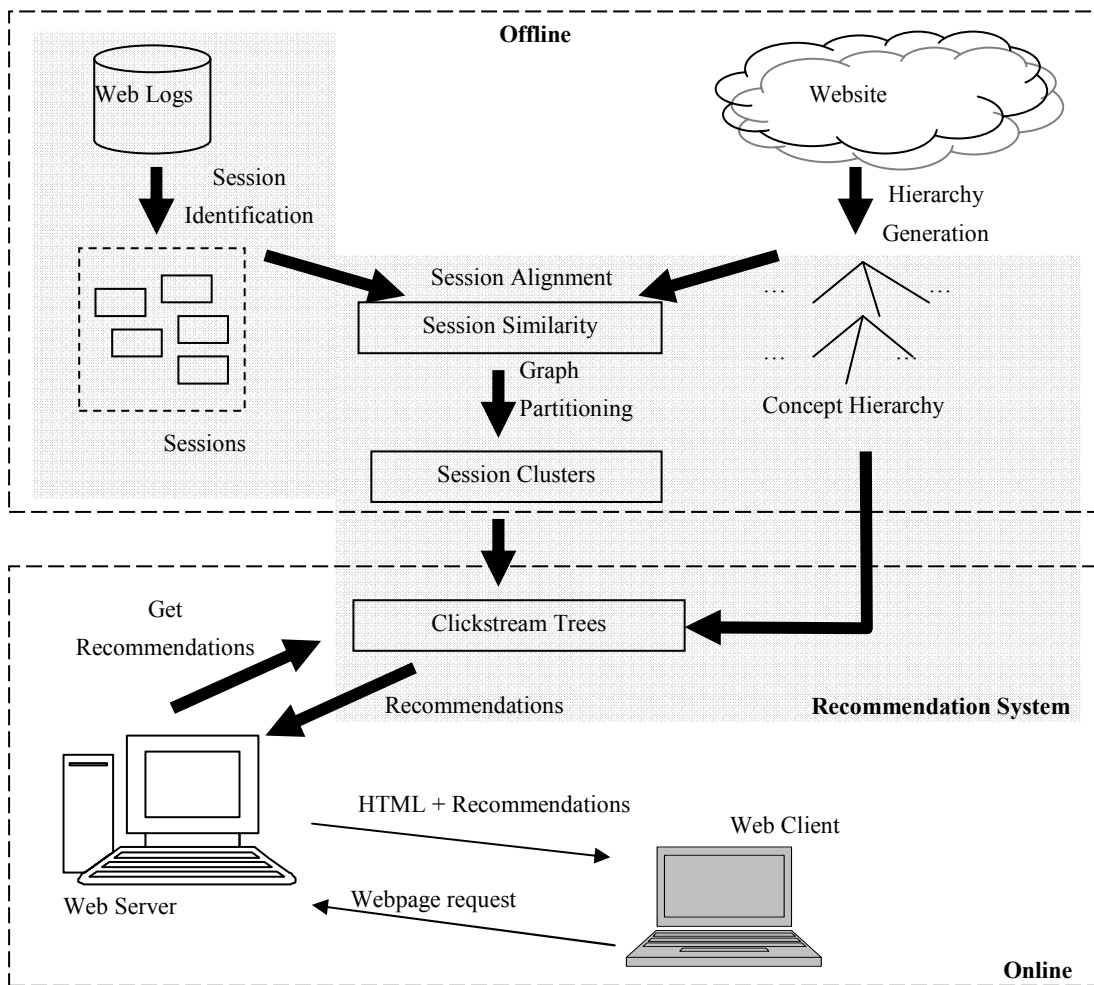 Offline
Web Logs
Website
Session
Identification
Hierarchy
Generation
Session Alignment
Session Similarity
... ...
... ...
Graph
Partitioning
Concept Hierarchy
Sessions
Session Clusters
Get
Recommendations
Clickstream Trees
Recommendations
Recommendation System
HTML + Recommendations
Web Client
Webpage request
Web Server
Online